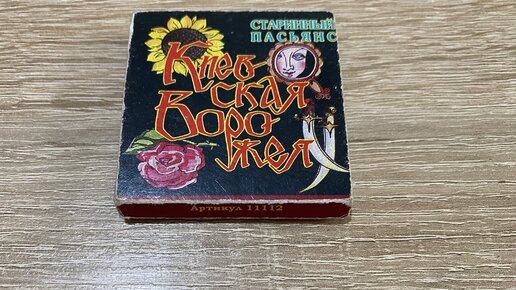 СТАРИННЫЙ
ПАСЬЯНС
Киев-
ская
Воро-
жея
Артикул 11112